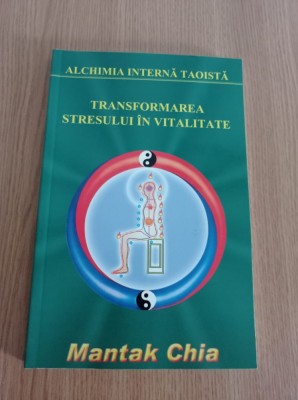 ALCHIMIA INTERNĂ TAOISTĂ
TRANSFORMAREA
STRESULUI ÎN VITALITATE
Mantak Chia